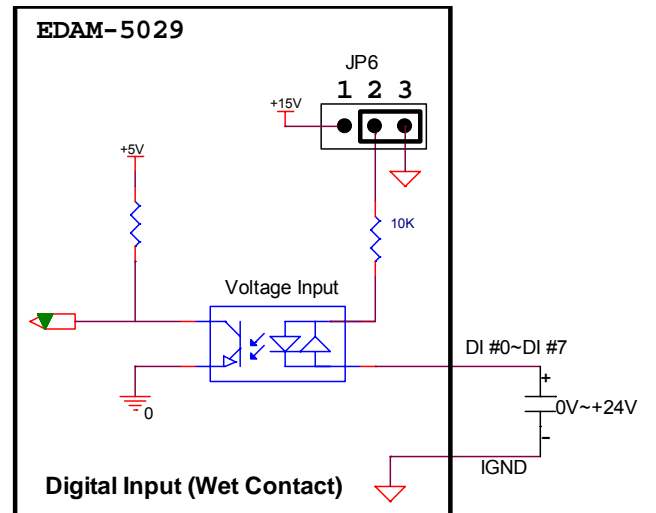 EDAM-5029
JP6
1 2 3
+15V
+5V
10K
Voltage Input
DI #0~DI #7
+
0V~+24V
-
0
IGND
Digital Input (Wet Contact)